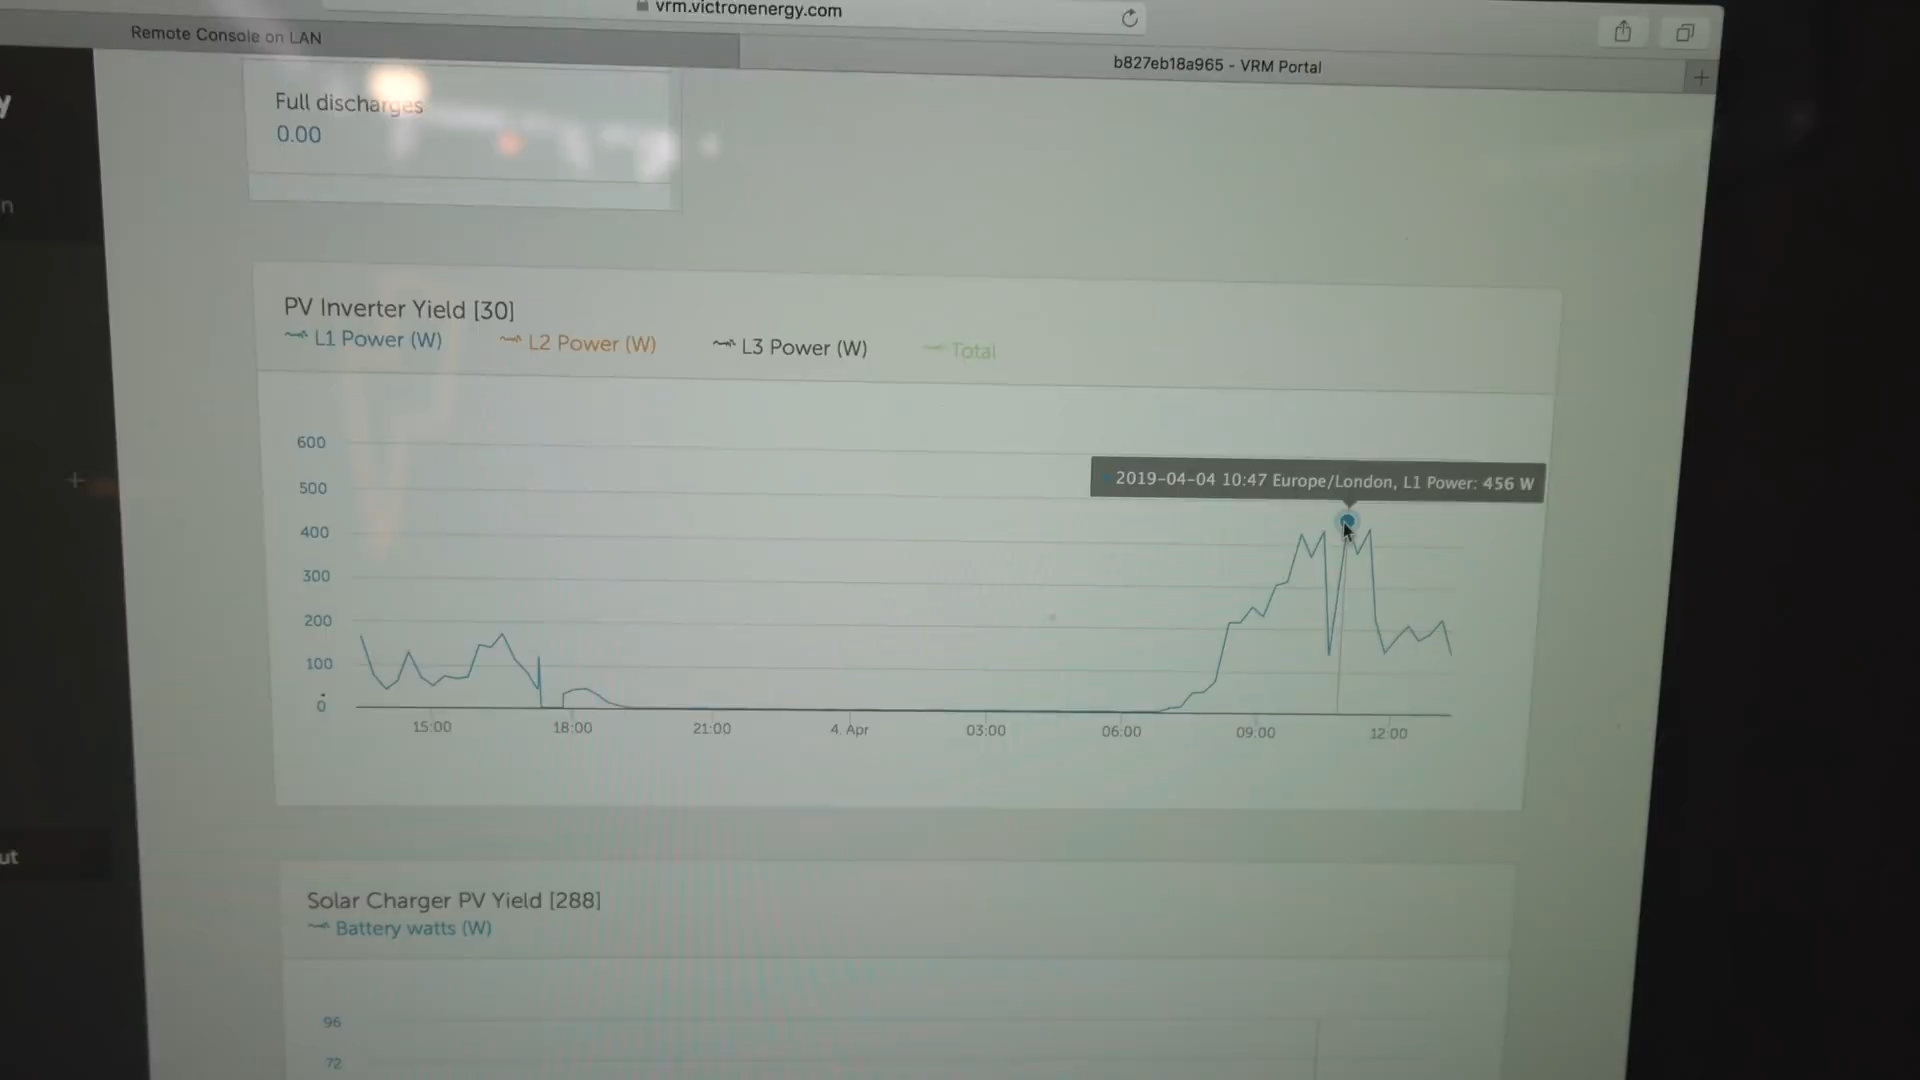 vrm.victronenergy.com
Remote Console on LAN
b827eb18a965 - VRM Portal
Full discharges
0.00
PV Inverter Yield [30]
L1 Power (W) L2 Power (W) L3 Power (W) Total
600
500
400
300
200
100
0
2019-04-04 10:47 Europe/London, L1 Power: 456 W
15:00 18:00 21:00 4. Apr 03:00 06:00 09:00 12:00
Solar Charger PV Yield [288]
Battery watts (W)
96
72
y
n
ut